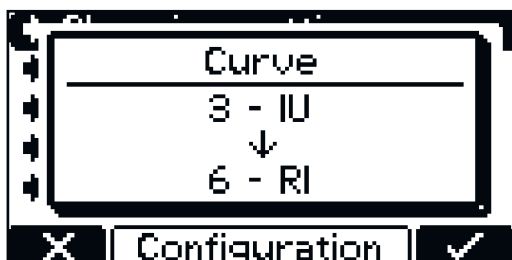 Curve
3 - IU
↓
6 - RI
Configuration